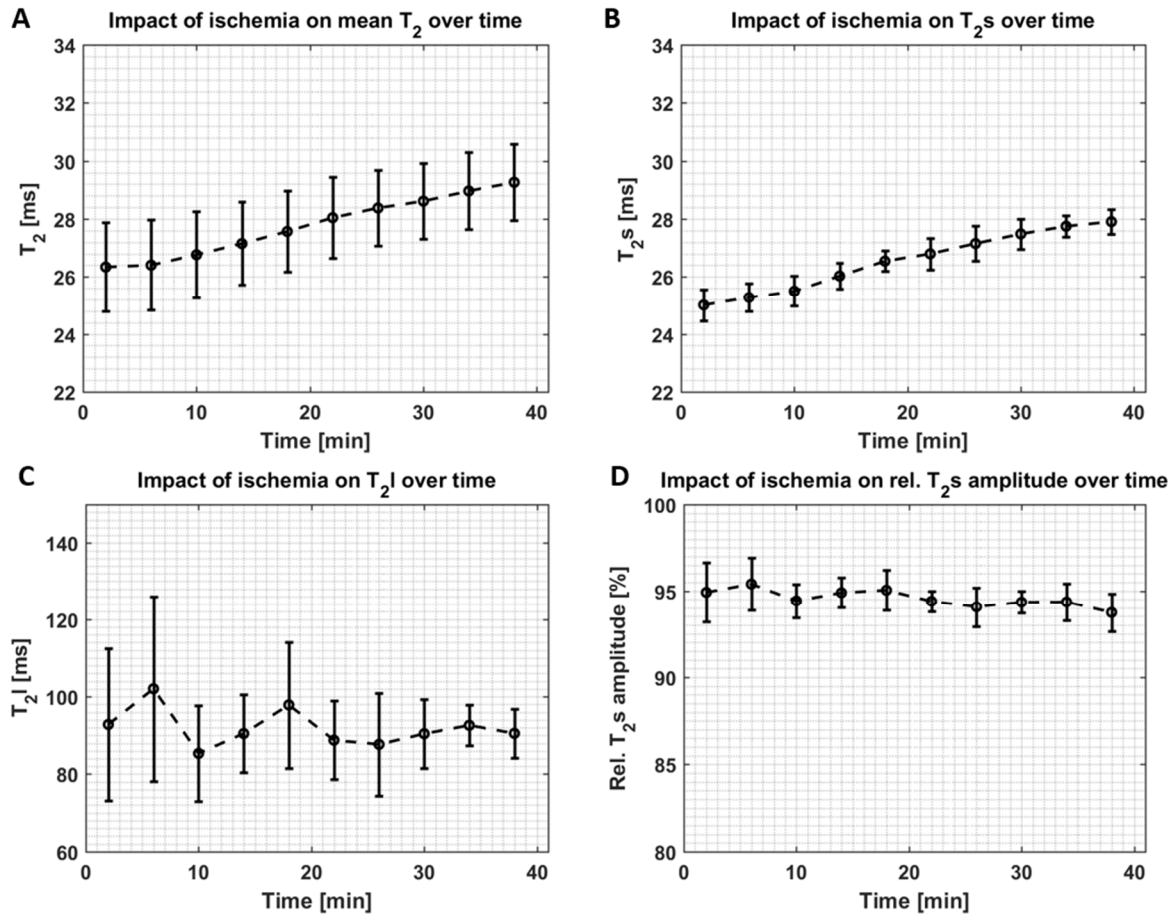 A
Impact of ischemia on mean T₂ over time
34
32
30
28
26
24
22
T₂ [ms]
0 10 20 30 40
Time [min]
B
Impact of ischemia on T₂s over time
34
32
30
28
26
24
22
T₂s [ms]
0 10 20 30 40
Time [min]
C
Impact of ischemia on T₂l over time
140
120
100
80
60
T₂l [ms]
0 10 20 30 40
Time [min]
D
Impact of ischemia on rel. T₂s amplitude over time
100
95
90
85
80
Rel. T₂s amplitude [%]
0 10 20 30 40
Time [min]